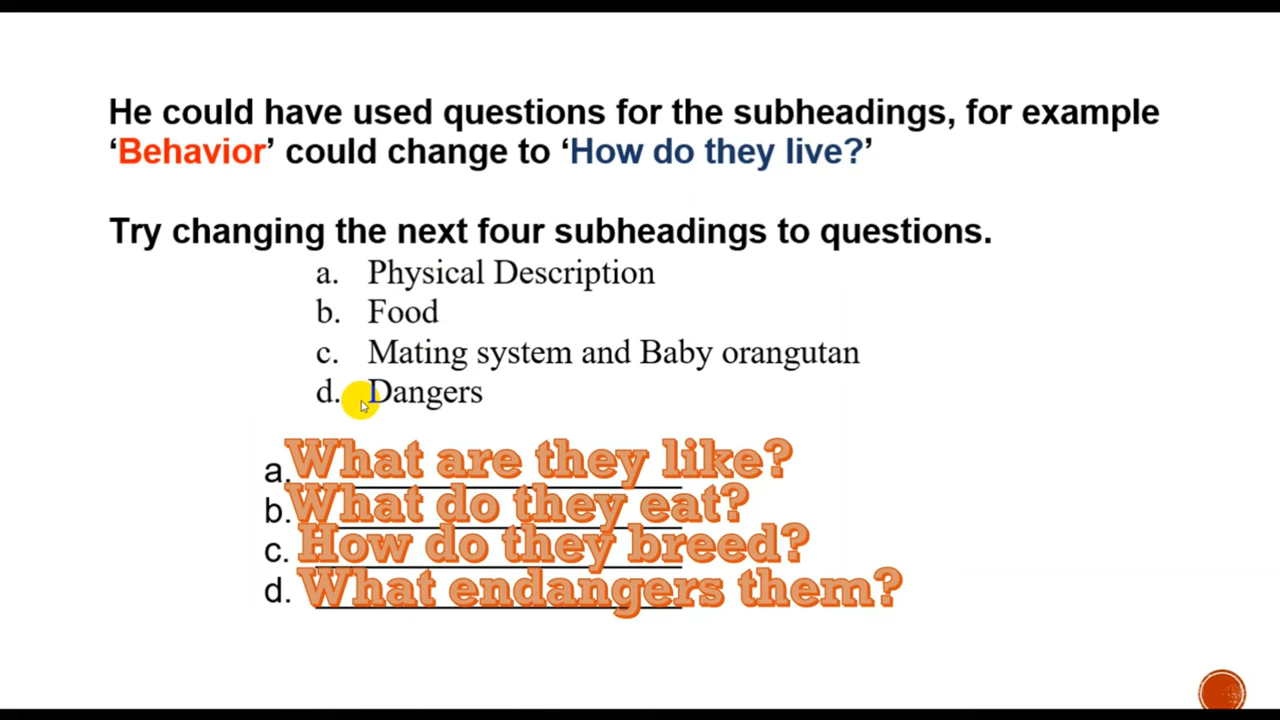 He could have used questions for the subheadings, for example
‘Behavior’ could change to ‘How do they live?’
Try changing the next four subheadings to questions.
a. Physical Description
b. Food
c. Mating system and Baby orangutan
d. Dangers
a. What are they like?
b. What do they eat?
c. How do they breed?
d. What endangers them?